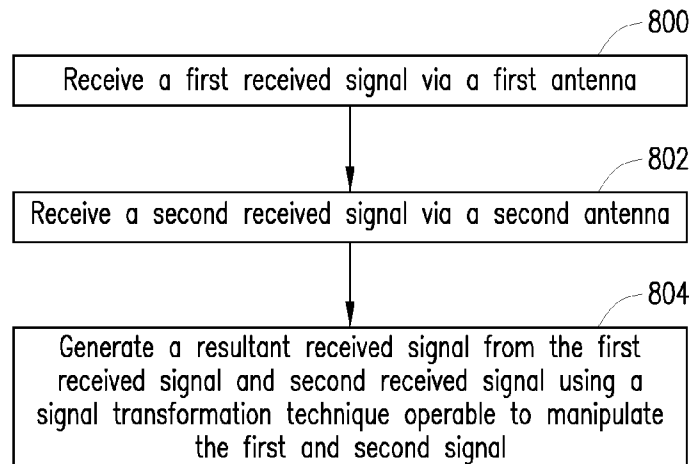 800
Receive a first received signal via a first antenna
802
Receive a second received signal via a second antenna
804
Generate a resultant received signal from the first
received signal and second received signal using a
signal transformation technique operable to manipulate
the first and second signal